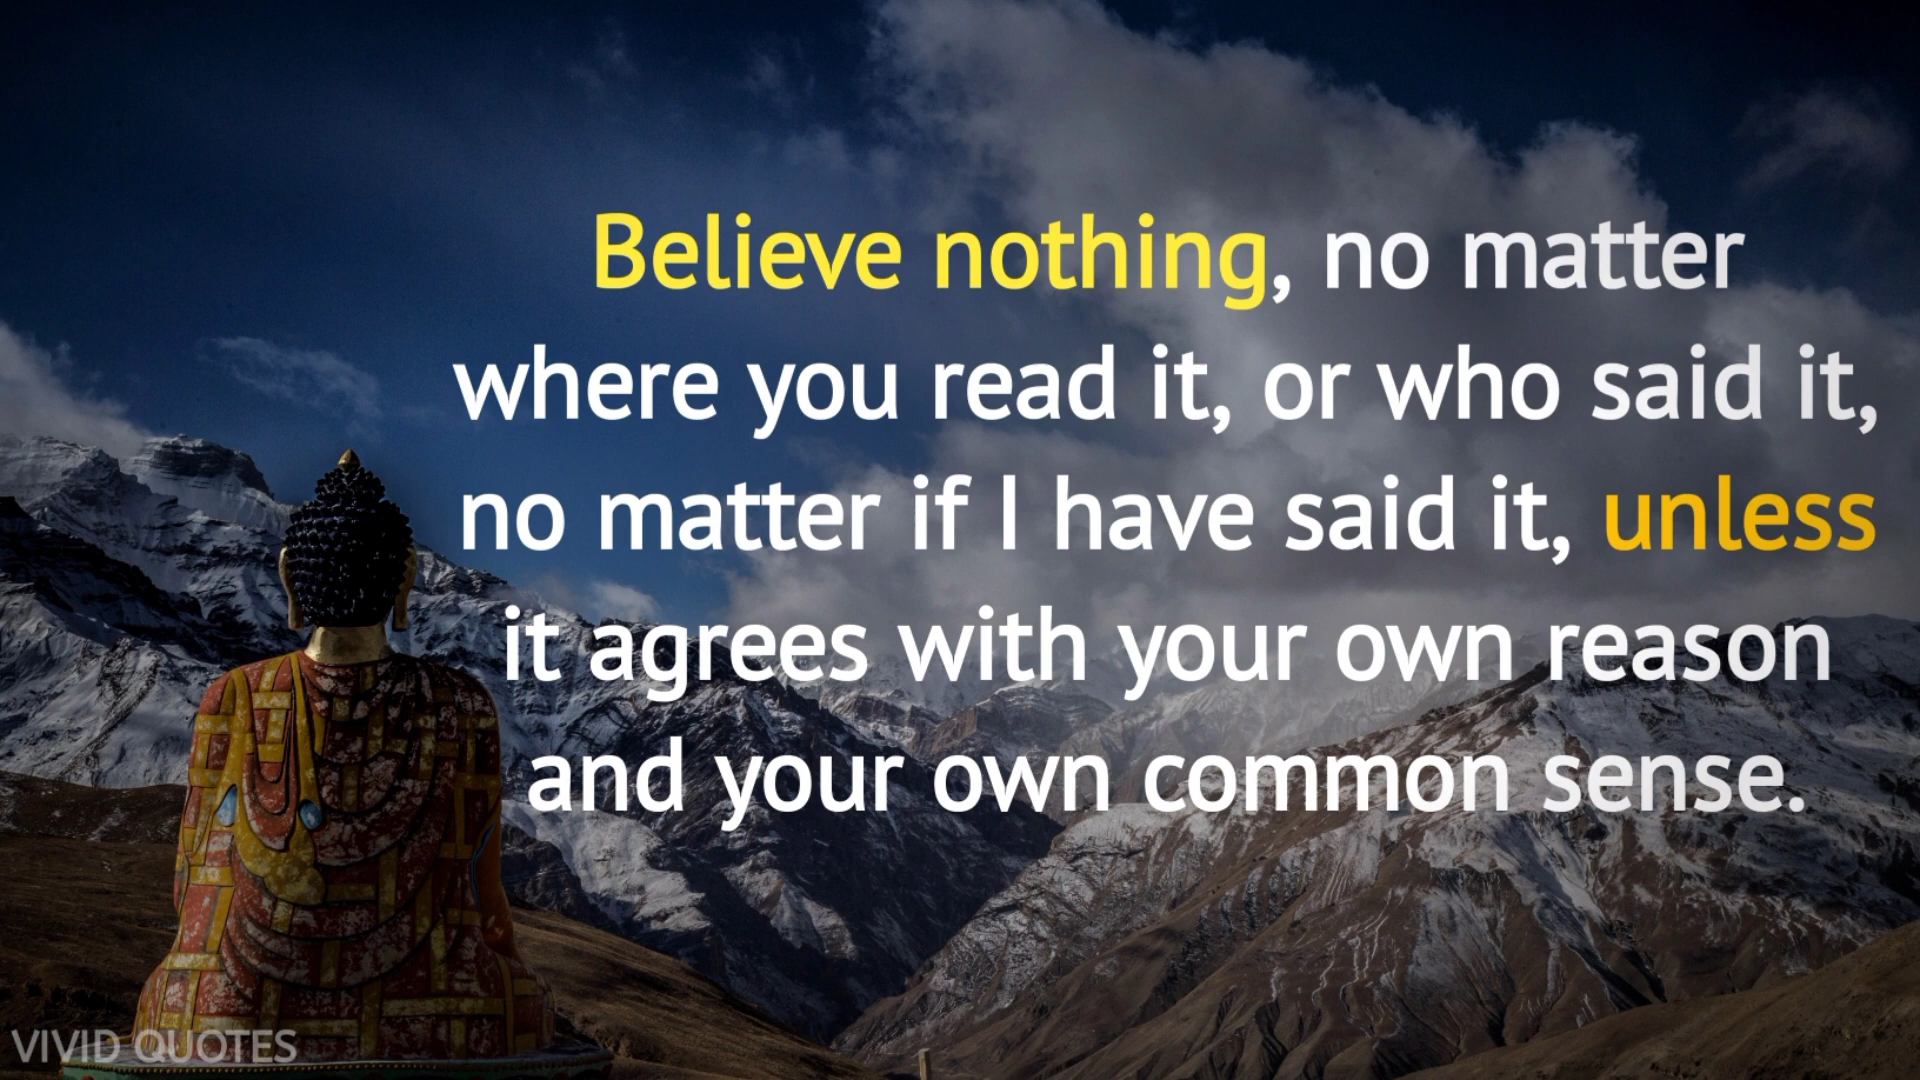 Believe nothing, no matter
where you read it, or who said it,
no matter if I have said it, unless
it agrees with your own reason
and your own common sense.
VIVID QUOTES